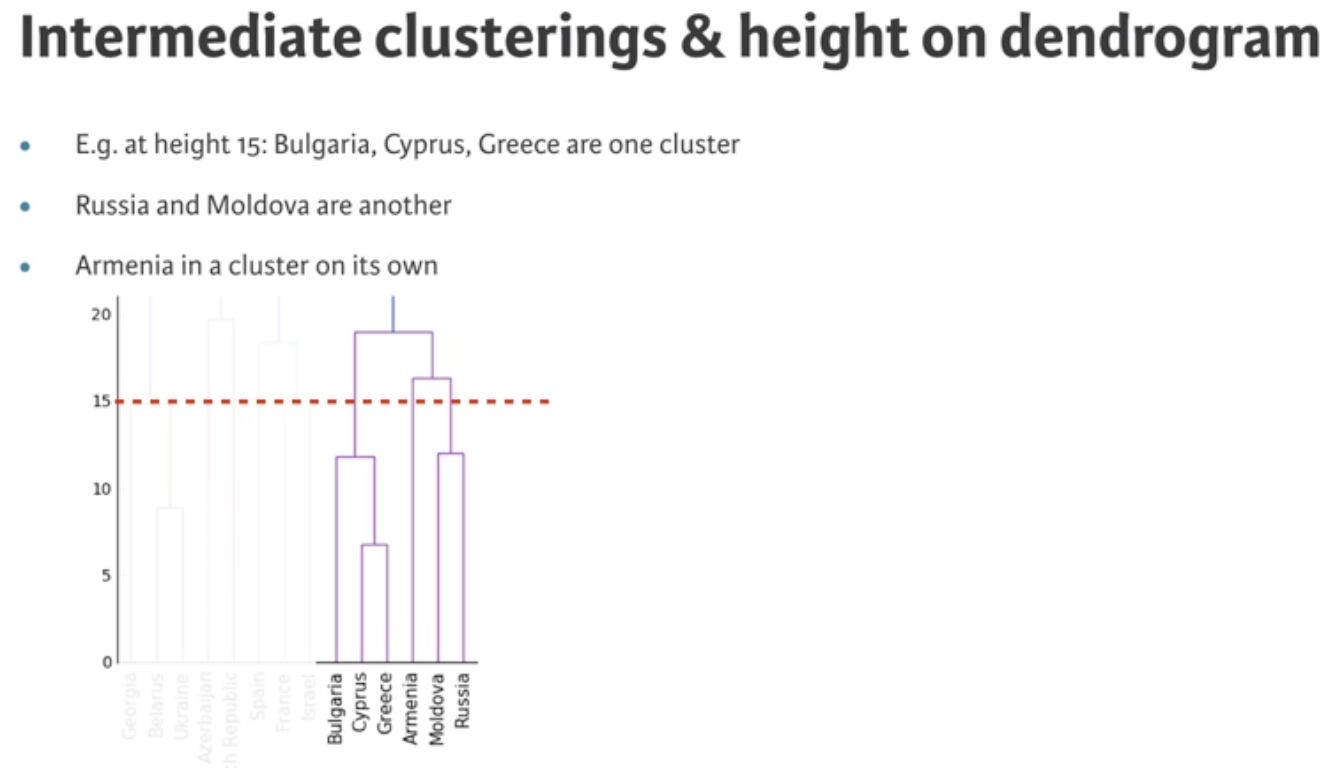 Intermediate clusterings & height on dendrogram
• E.g. at height 15: Bulgaria, Cyprus, Greece are one cluster
• Russia and Moldova are another
• Armenia in a cluster on its own
20
15
10
5
0
Georgia
Belarus
Ukraine
Azerbaijan
h Republic
Spain
France
Israel
Bulgaria
Cyprus
Greece
Armenia
Moldova
Russia